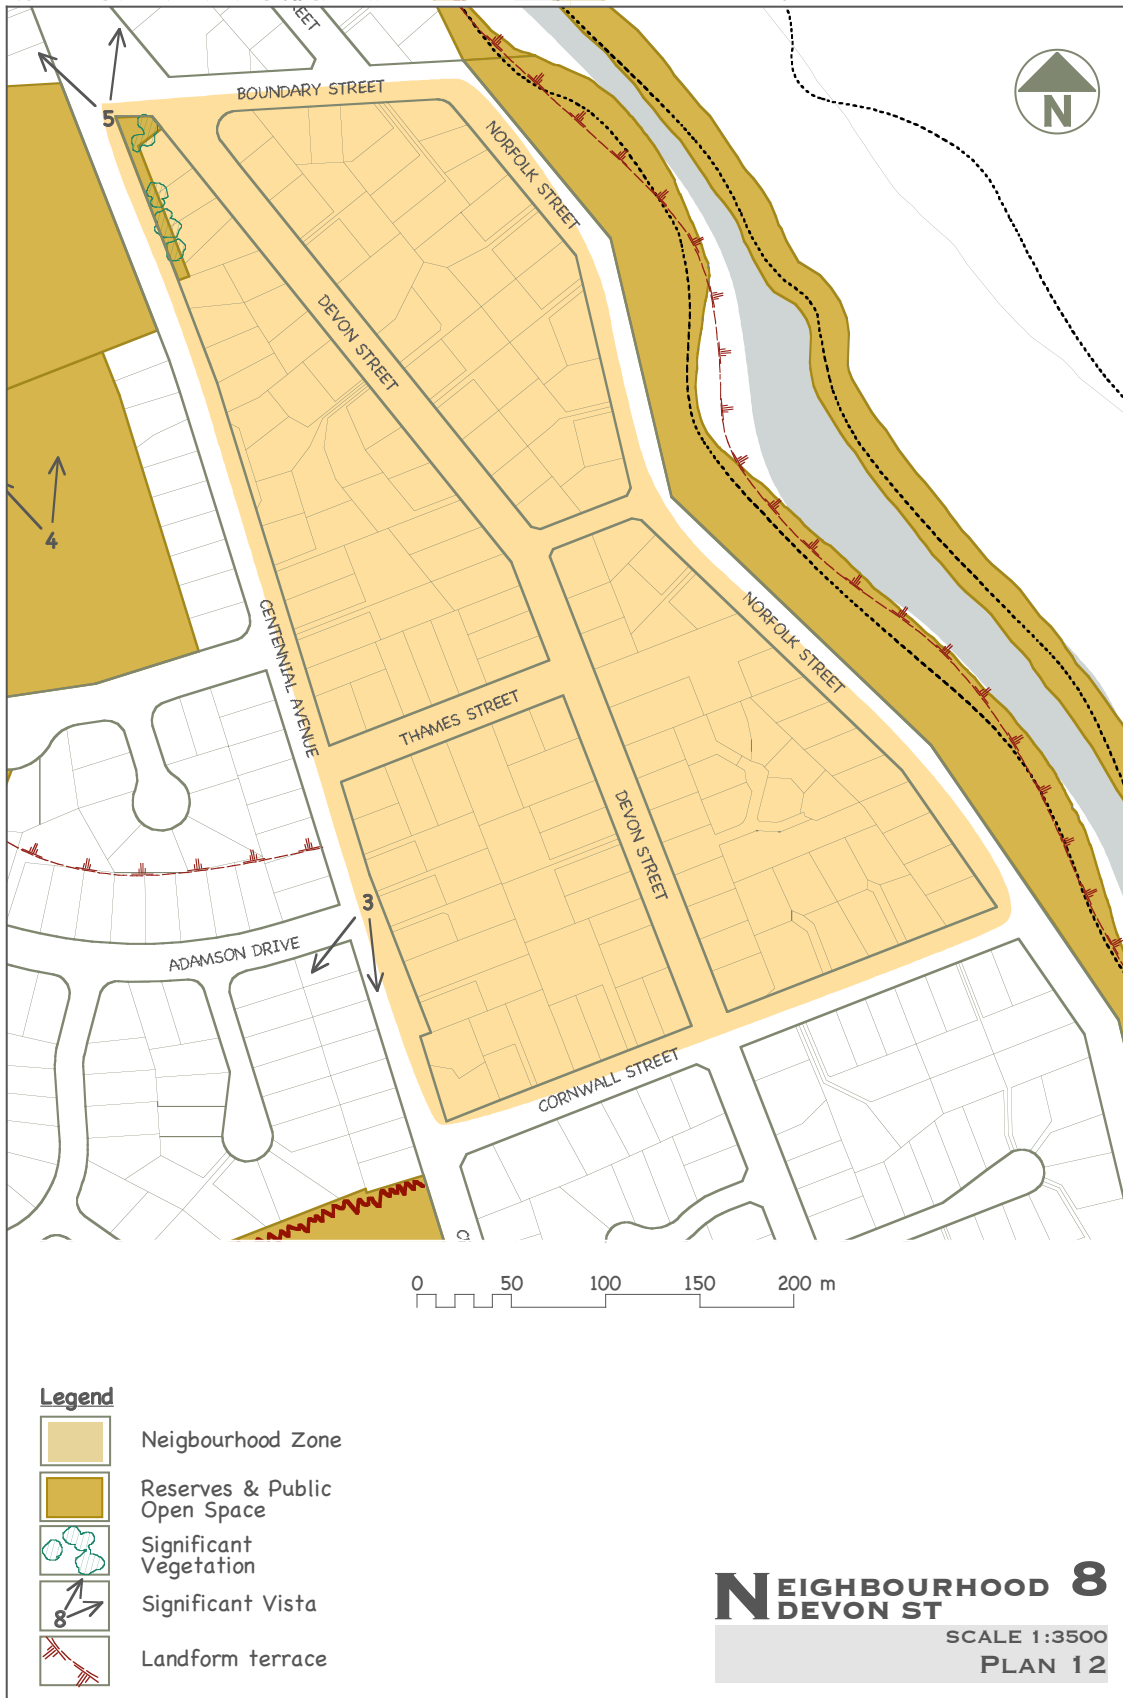 REET
BOUNDARY STREET
5
N
NORFOLK STREET
DEVON STREET
4
CENTENNIAL AVENUE
NORFOLK STREET
THAMES STREET
DEVON STREET
3
ADAMSON DRIVE
CORNWALL STREET
0 50 100 150 200 m
Legend
Neigbourhood Zone
Reserves & Public
Open Space
Significant
Vegetation
8
Significant Vista
Landform terrace
NEIGHBOURHOOD 8
DEVON ST
SCALE 1:3500
PLAN 12